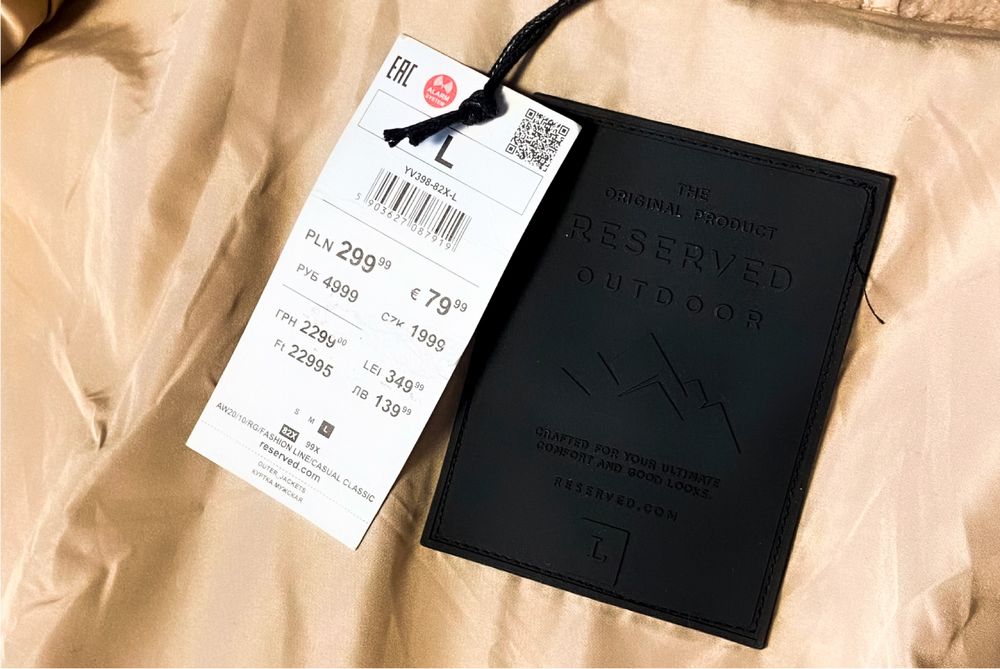 EAC
ALARM
SYSTEM
L
YV398-82X-L
5 903627 087919
PLN 299 99
€ 79 99
РУБ 4999
CZK 1999
ГРН 2299 00
LEI 349 99
Ft 22995
ЛВ 139 99
S M L
82X 99X
AW20/10/RG/FASHION LINE/CASUAL CLASSIC
reserved.com
OUTER, JACKETS
КУРТКА МУЖСКАЯ
THE
ORIGINAL PRODUCT
RESERVED
OUTDOOR
CRAFTED FOR YOUR ULTIMATE
COMFORT AND GOOD LOOKS.
RESERVED.COM
L